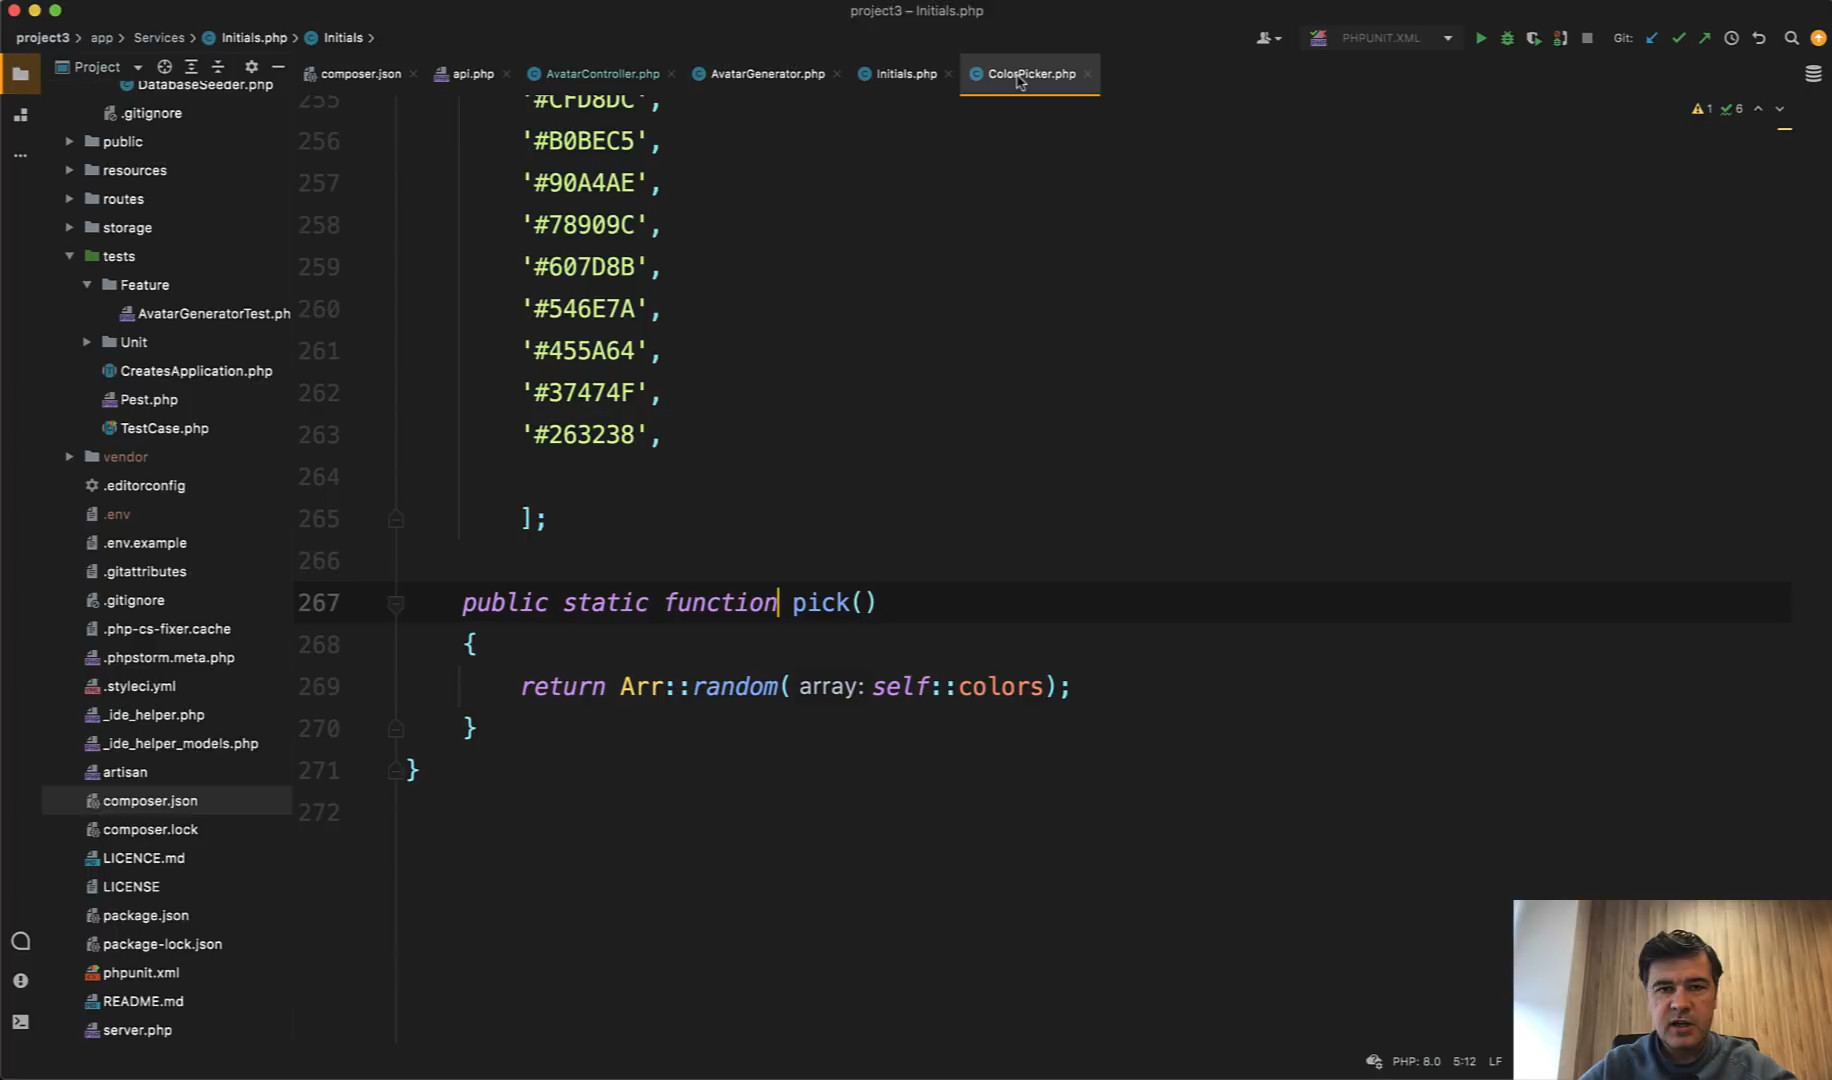 project3 – Initials.php
project3 > app > Services > Initials.php > Initials >
PHPUNIT.XML
Git:
Project
composer.json
api.php
AvatarController.php
AvatarGenerator.php
Initials.php
ColorPicker.php
1 6
DatabaseSeeder.php
.gitignore
public
resources
routes
storage
tests
Feature
AvatarGeneratorTest.ph
Unit
CreatesApplication.php
Pest.php
TestCase.php
vendor
.editorconfig
.env
.env.example
.gitattributes
.gitignore
.php-cs-fixer.cache
.phpstorm.meta.php
.styleci.yml
_ide_helper.php
_ide_helper_models.php
artisan
composer.json
composer.lock
LICENCE.md
LICENSE
package.json
package-lock.json
phpunit.xml
README.md
server.php
255 '#CFD8DC',
256 '#B0BEC5',
257 '#90A4AE',
258 '#78909C',
259 '#607D8B',
260 '#546E7A',
261 '#455A64',
262 '#37474F',
263 '#263238',
264
265 ];
266
267 public static function pick()
268 {
269 return Arr::random( array: self::colors);
270 }
271 }
272
PHP: 8.0 5:12 LF